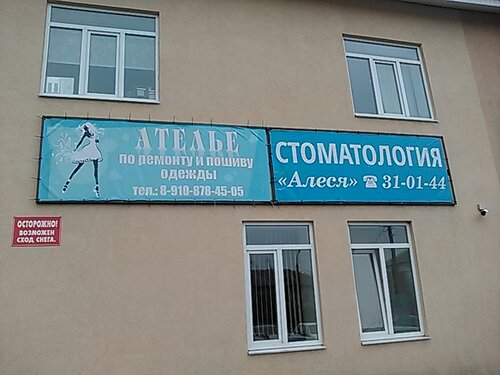 АТЕЛЬЕ
по ремонту и пошиву
одежды
тел.: 8-910-878-45-05
СТОМАТОЛОГИЯ
«Алеся» ☎ 31-01-44
ОСТОРОЖНО!
ВОЗМОЖЕН
СХОД СНЕГА.